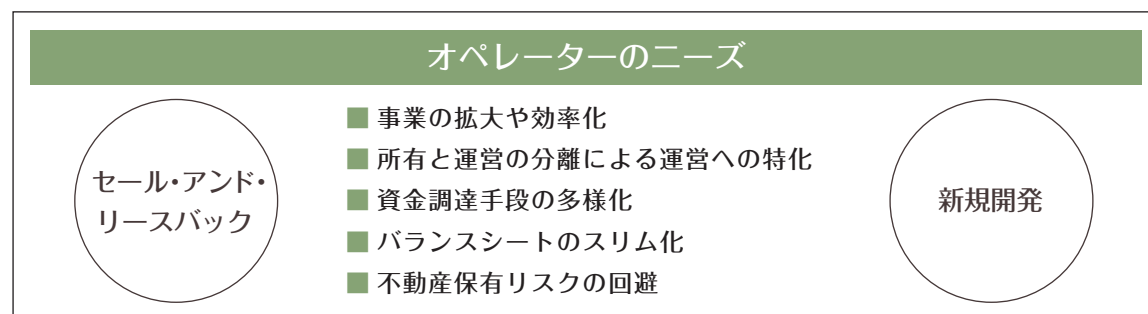 オペレーターのニーズ
セール・アンド・
リースバック
■ 事業の拡大や効率化
■ 所有と運営の分離による運営への特化
■ 資金調達手段の多様化
■ バランスシートのスリム化
■ 不動産保有リスクの回避
新規開発